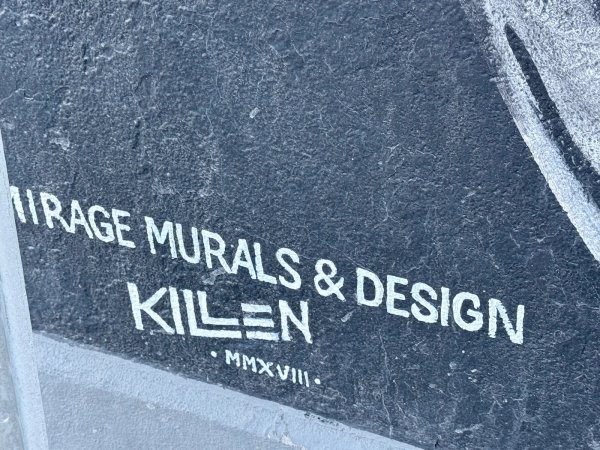 MIRAGE MURALS & DESIGN
KILLEN
· MMXVIII ·